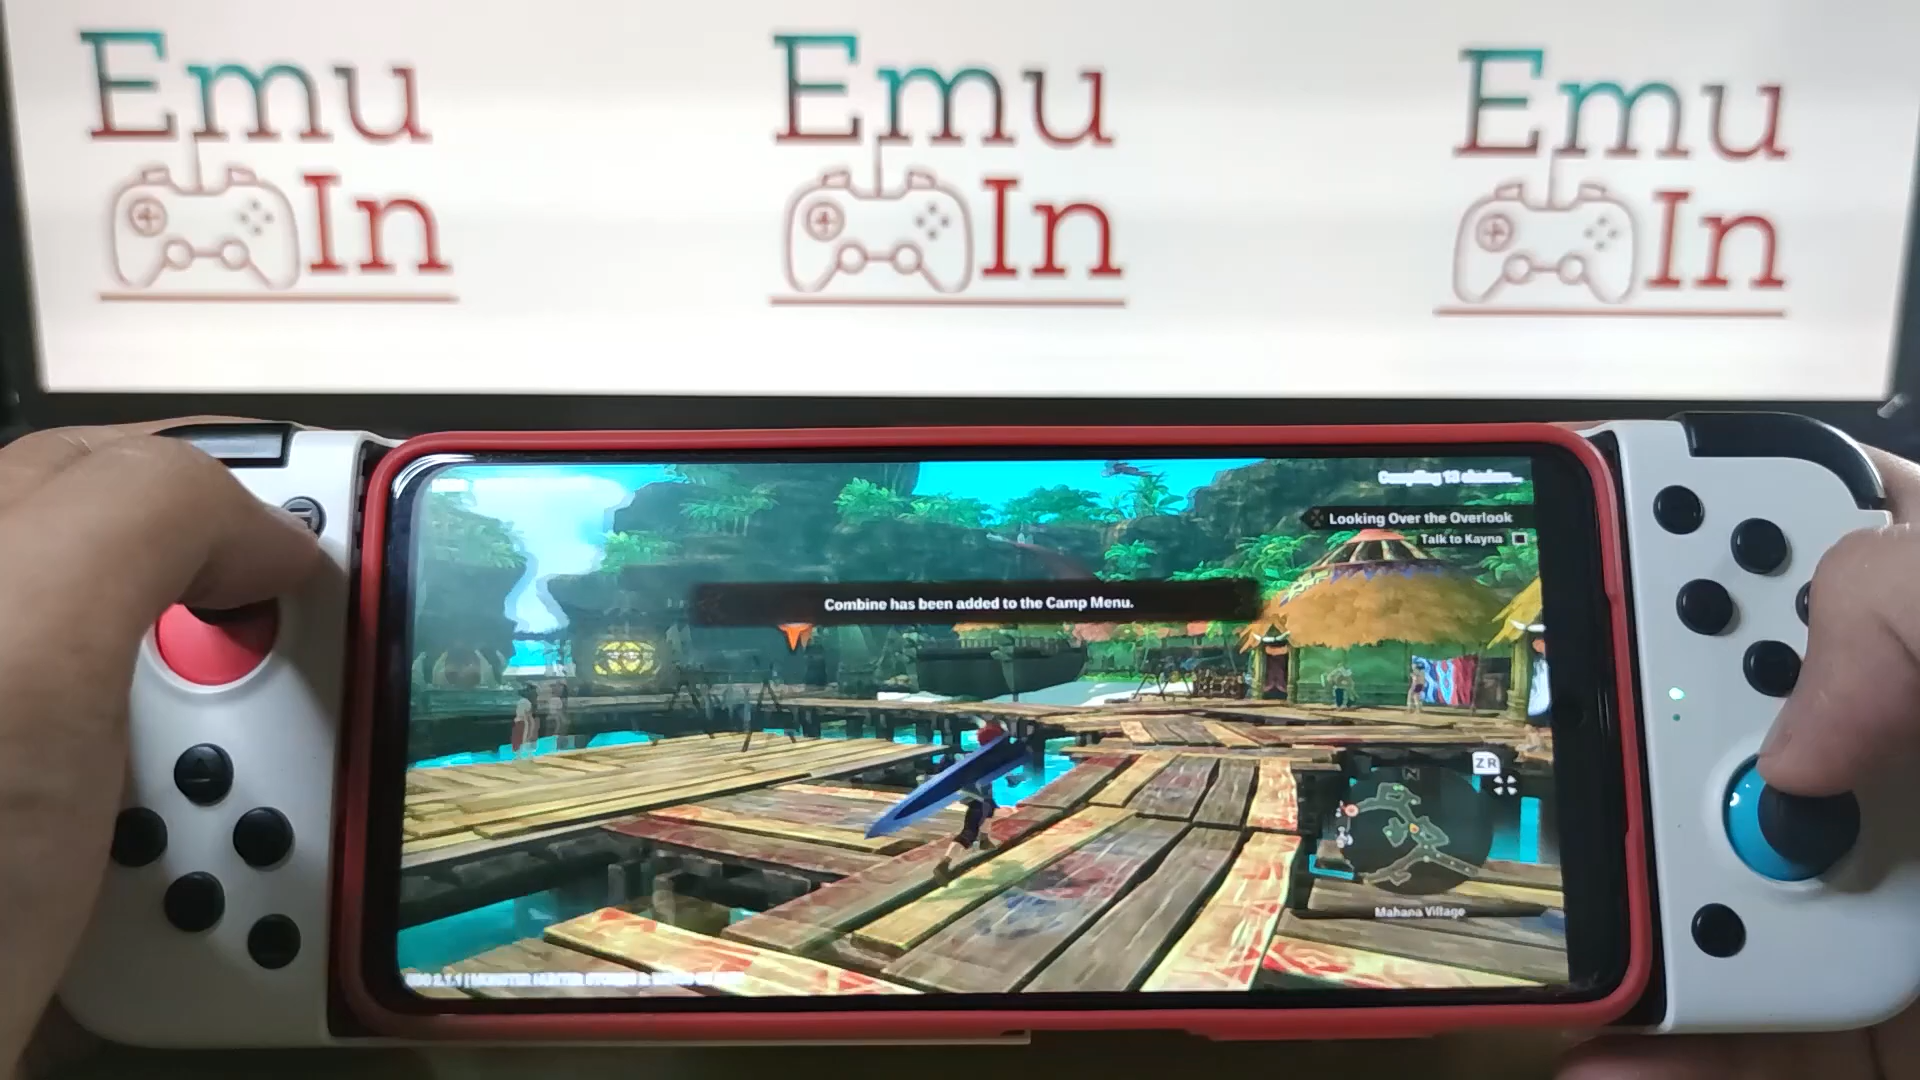 Emu
In
Emu
In
Emu
In
Compiling 13 shaders...
Looking Over the Overlook
Talk to Kayna
Combine has been added to the Camp Menu.
ZR
N
Mahana Village